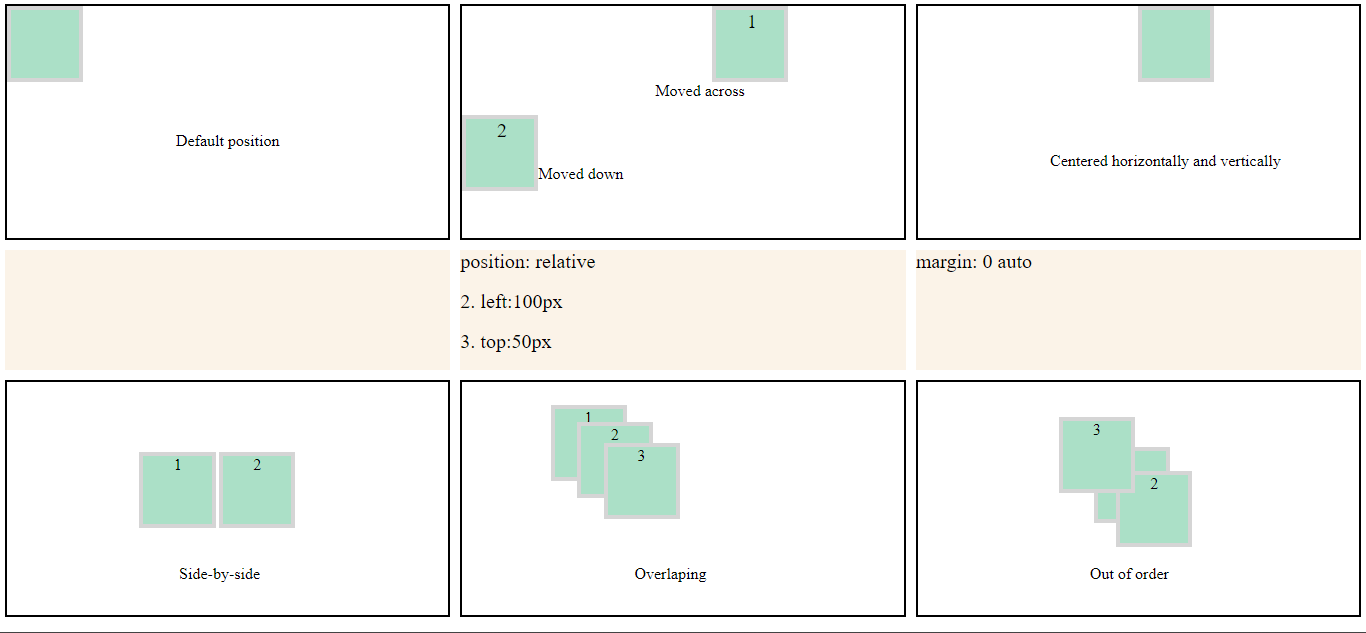 Default position
1
Moved across
2
Moved down
Centered horizontally and vertically
position: relative
2. left:100px
3. top:50px
margin: 0 auto
1 2
Side-by-side
1
2
3
Overlaping
3
2
Out of order